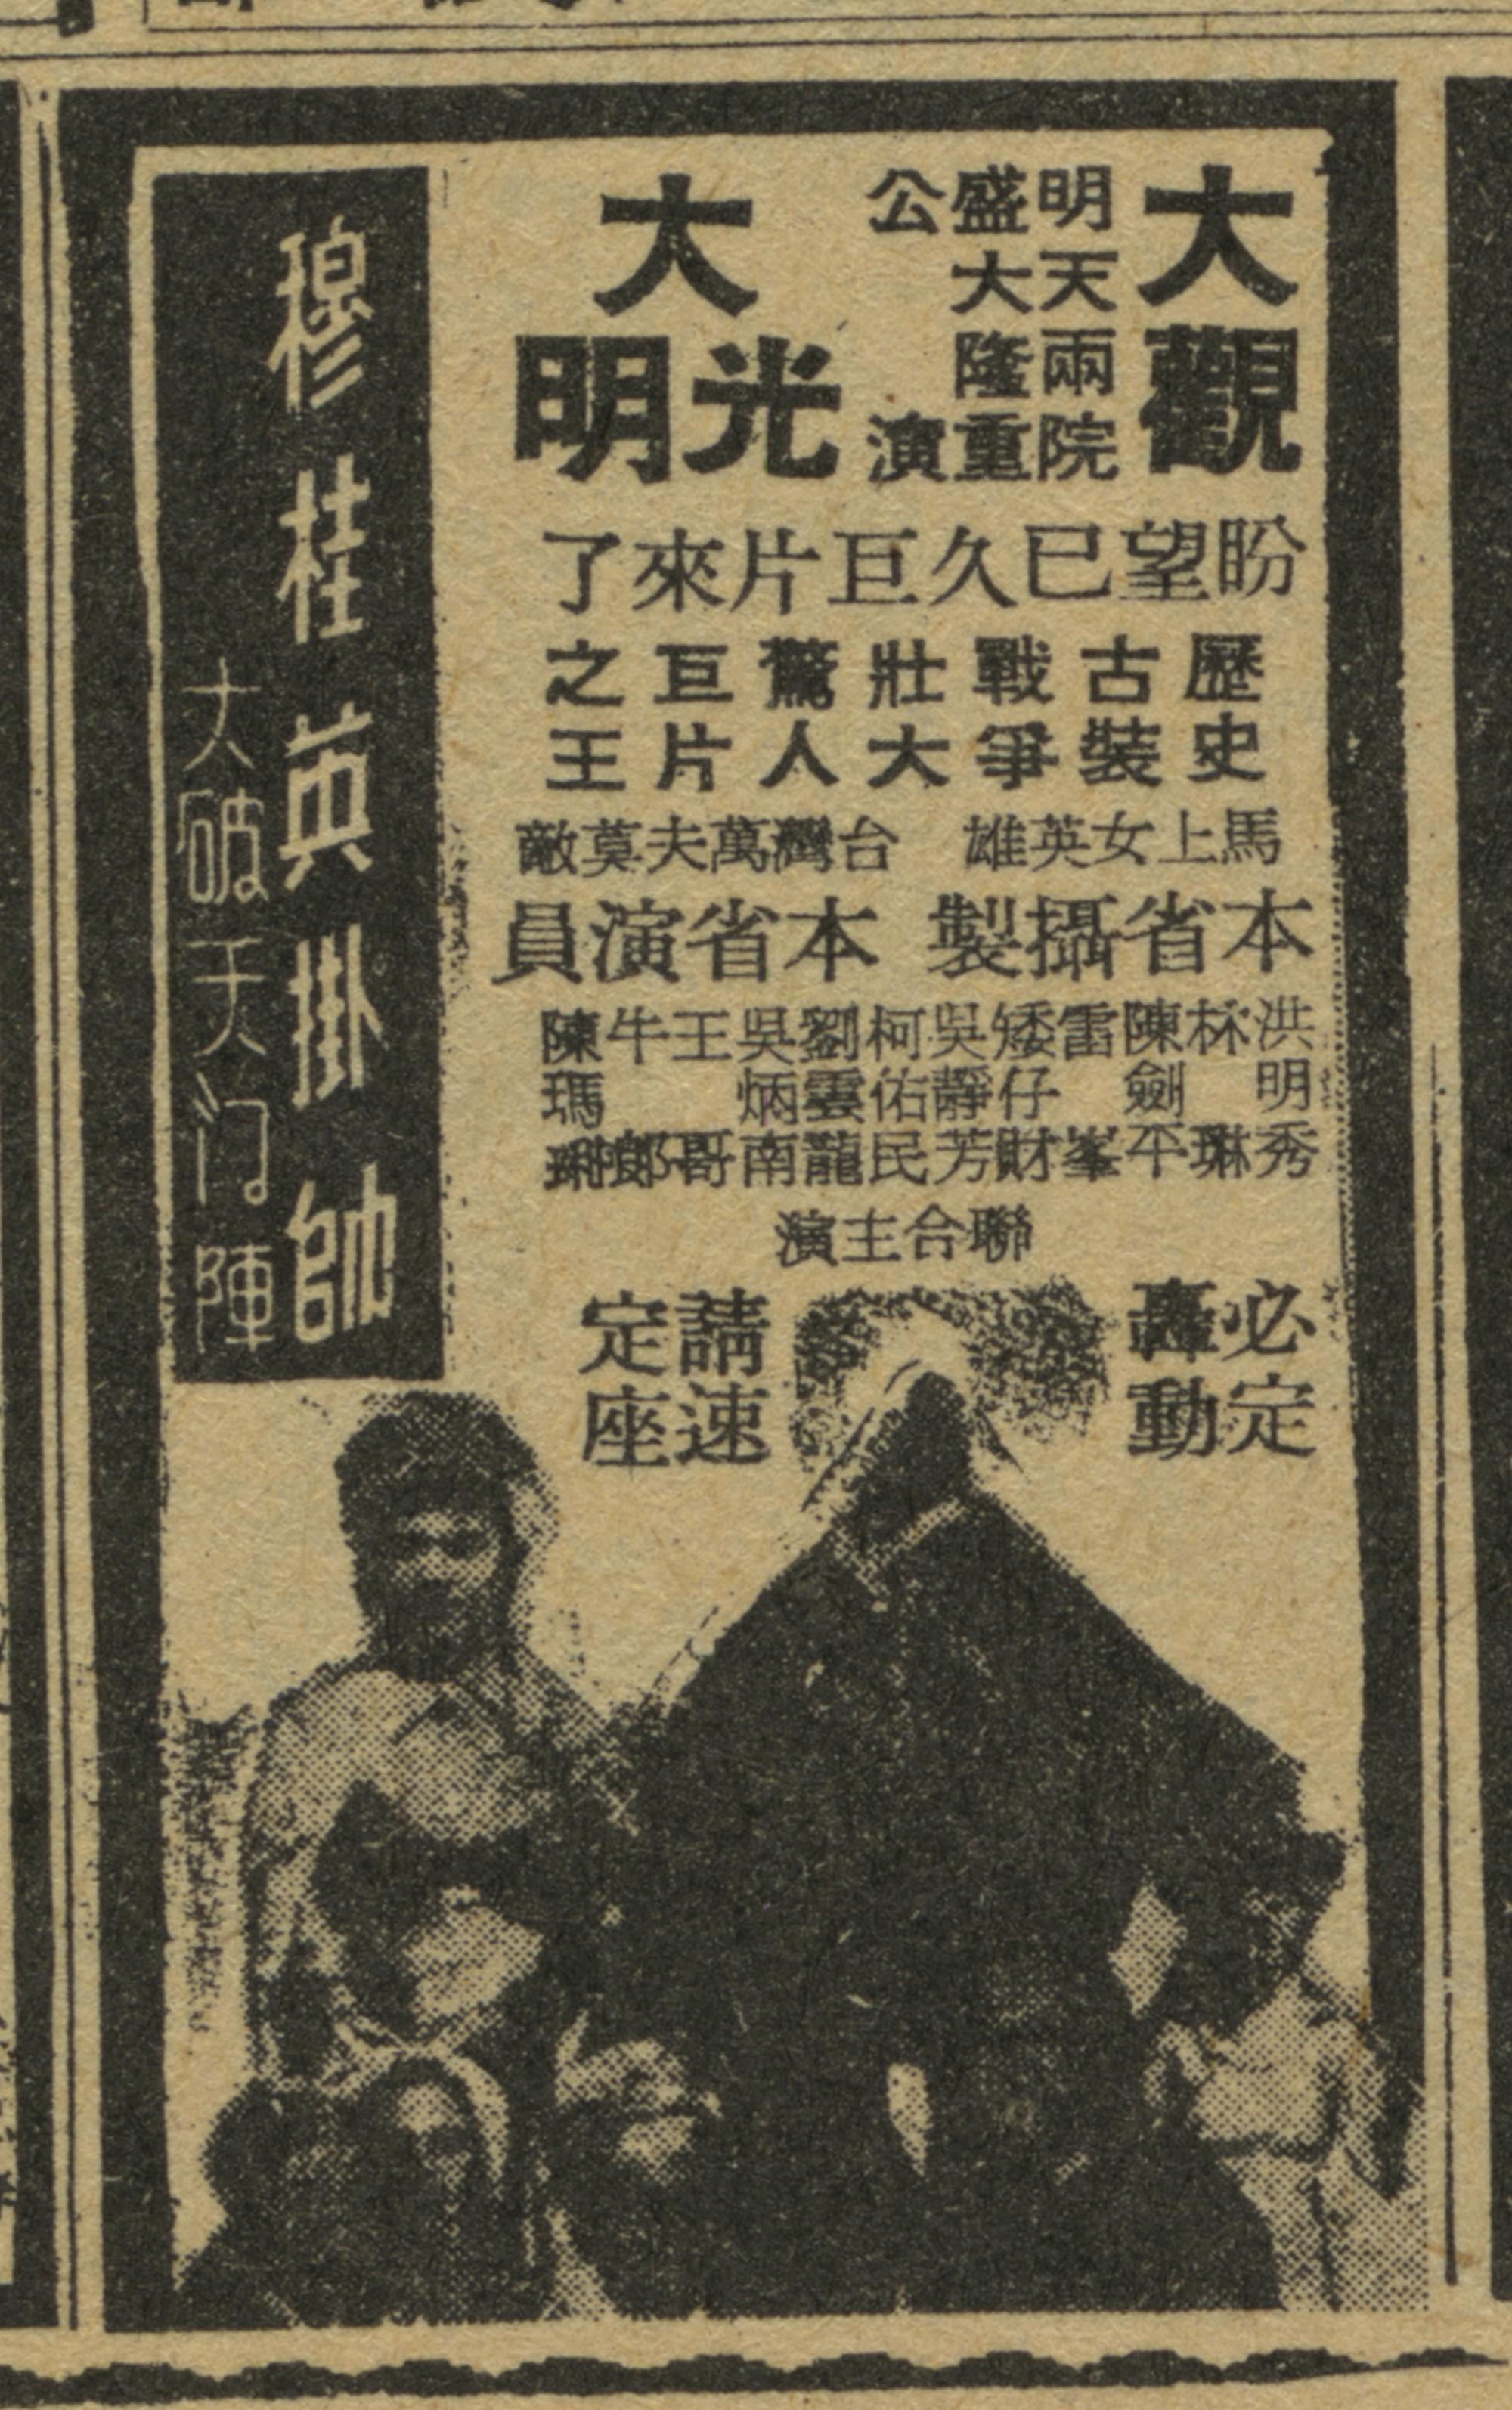 大觀
明天兩院
盛大隆重
公演
大光明
盼望已久巨片來了
歷史古裝戰爭壯大驚人巨片之王
馬上女英雄 台灣萬夫莫敵
本省攝製 本省演員
洪明秀
林琳
陳劍平
雷峯
矮仔財
吳靜芳
柯佑民
劉雲龍
吳炳南
王哥
牛郎
陳瑪琍
聯合主演
必定轟動
請速定座
穆桂英掛帥
大破天门陣